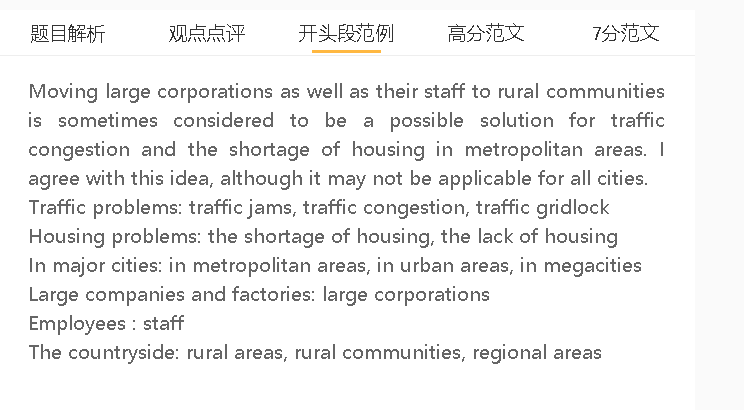 题目解析 观点点评 开头段范例 高分范文 7分范文
Moving large corporations as well as their staff to rural communities
is sometimes considered to be a possible solution for traffic
congestion and the shortage of housing in metropolitan areas. I
agree with this idea, although it may not be applicable for all cities.
Traffic problems: traffic jams, traffic congestion, traffic gridlock
Housing problems: the shortage of housing, the lack of housing
In major cities: in metropolitan areas, in urban areas, in megacities
Large companies and factories: large corporations
Employees : staff
The countryside: rural areas, rural communities, regional areas